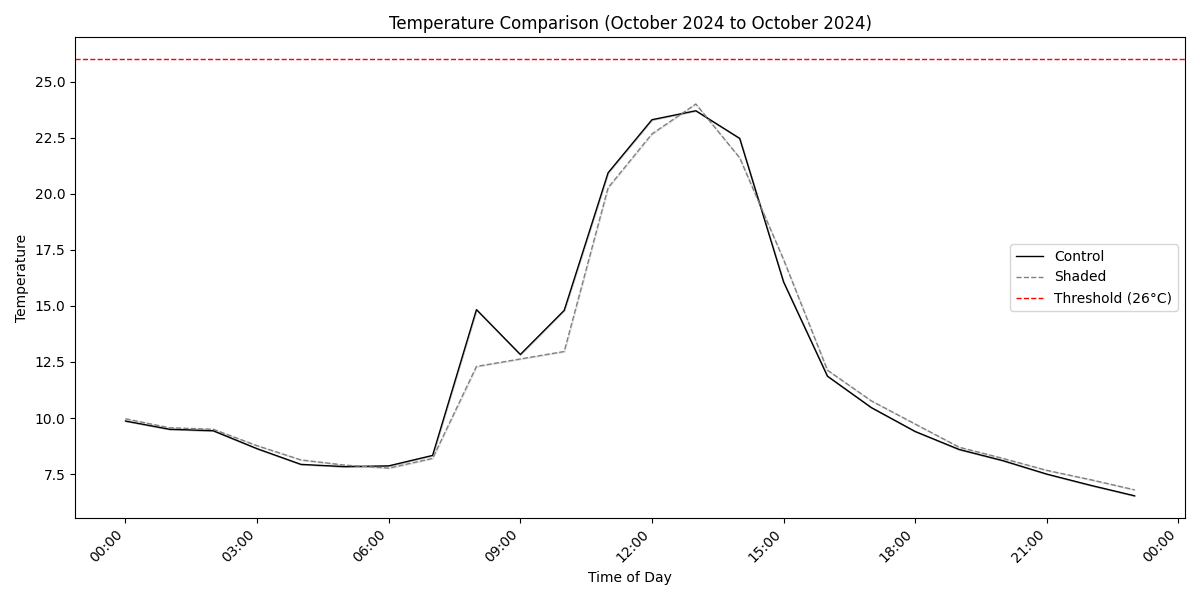 Temperature Comparison (October 2024 to October 2024)
Temperature
25.0
22.5
20.0
17.5
15.0
12.5
10.0
7.5
Control
Shaded
Threshold (26°C)
00:00
03:00
06:00
09:00
12:00
15:00
18:00
21:00
00:00
Time of Day